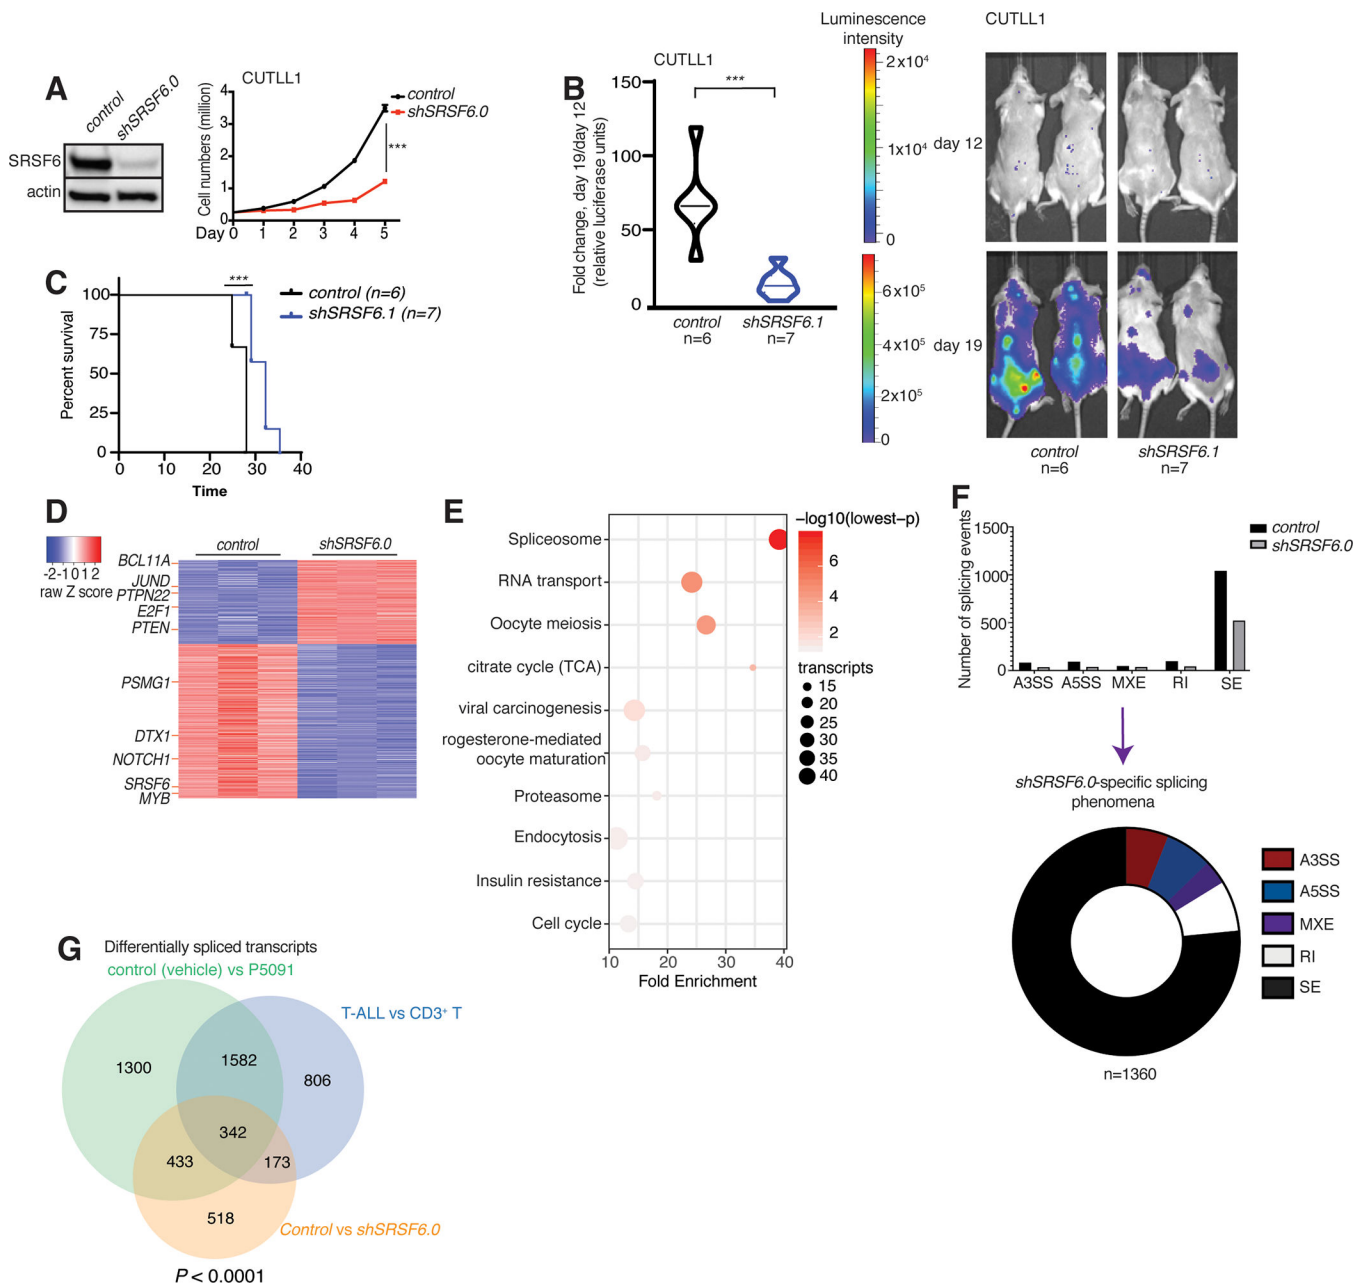 A
control
shSRSF6.0
SRSF6
actin
CUTLL1
Cell numbers (million)
4
3
2
1
0
Day 0 1 2 3 4 5
control
shSRSF6.0
***
B
CUTLL1
Fold change, day 19/day 12
(relative luciferase units)
150
100
50
0
***
control
n=6
shSRSF6.1
n=7
Luminescence
intensity
2x10⁴
1x10⁴
0
6x10⁵
4x10⁵
2x10⁵
0
CUTLL1
day 12
day 19
control
n=6
shSRSF6.1
n=7
C
Percent survival
100
75
50
25
0
0 10 20 30 40
Time
***
control (n=6)
shSRSF6.1 (n=7)
D
-2 -1 0 1 2
raw Z score
control
shSRSF6.0
BCL11A
JUND
PTPN22
E2F1
PTEN
PSMG1
DTX1
NOTCH1
SRSF6
MYB
E
Spliceosome
RNA transport
Oocyte meiosis
citrate cycle (TCA)
viral carcinogenesis
rogesterone-mediated
oocyte maturation
Proteasome
Endocytosis
Insulin resistance
Cell cycle
10 20 30 40
Fold Enrichment
−log10(lowest−p)
6
4
2
transcripts
15
20
25
30
35
40
F
Number of splicing events
1500
1000
500
0
A3SS A5SS MXE RI SE
control
shSRSF6.0
shSRSF6.0-specific splicing
phenomena
A3SS
A5SS
MXE
RI
SE
n=1360
G
Differentially spliced transcripts
control (vehicle) vs P5091
T-ALL vs CD3⁺ T
1300
1582
806
342
433
173
518
Control vs shSRSF6.0
P < 0.0001